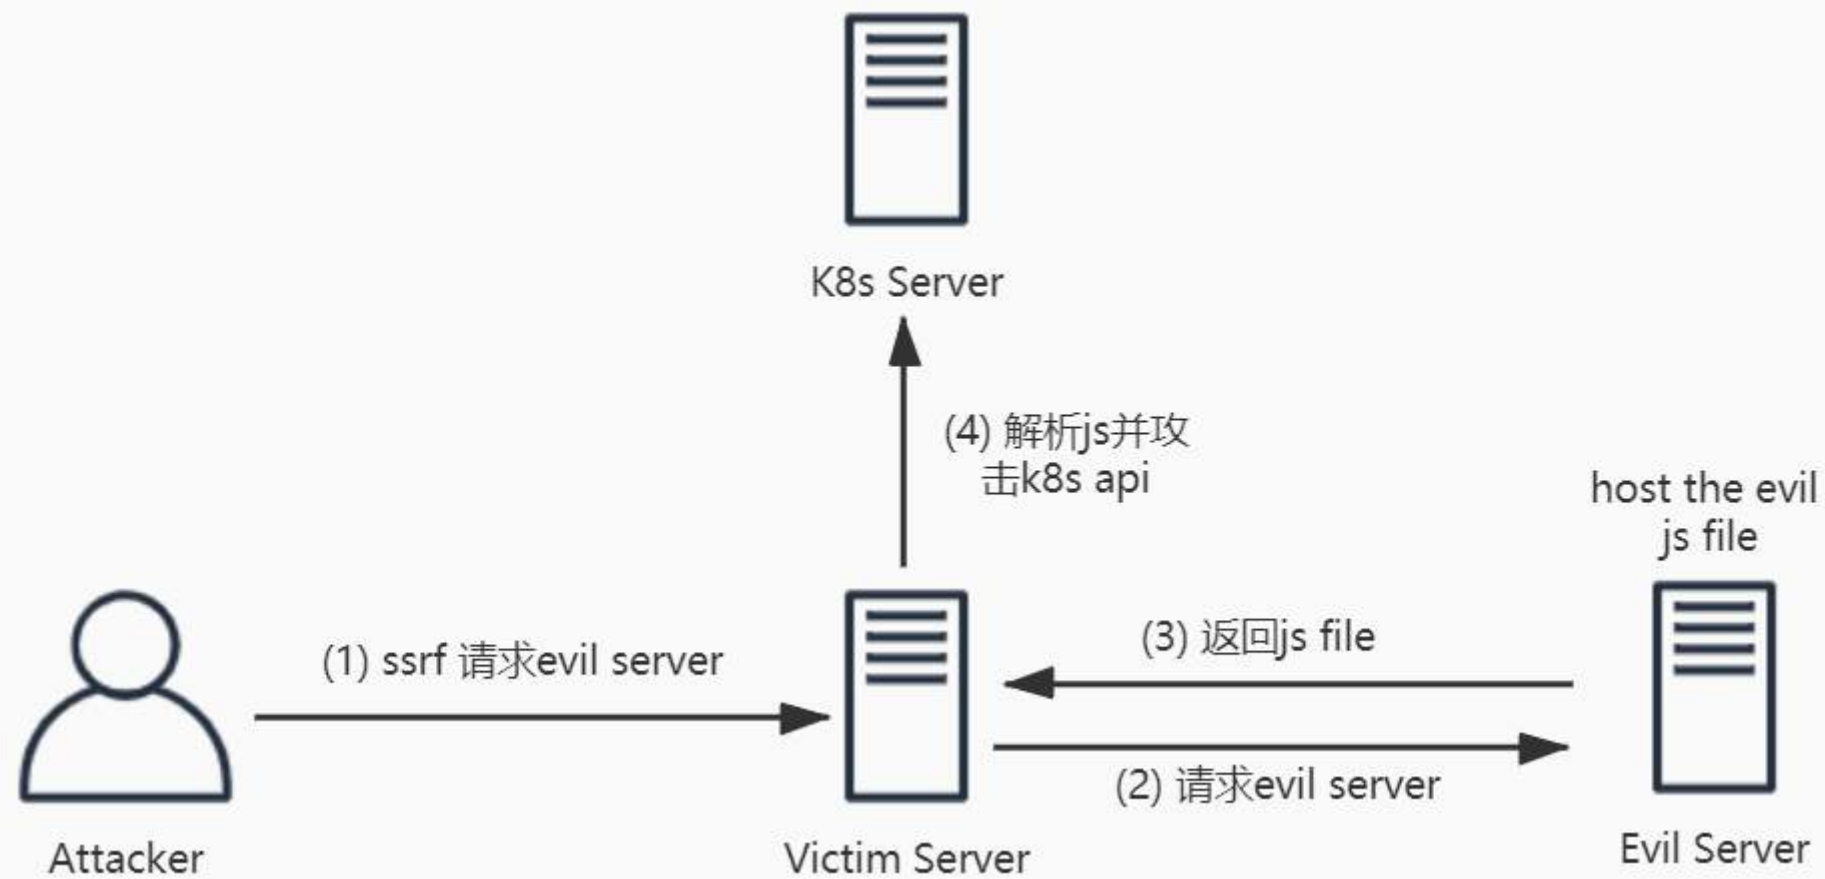 K8s Server
(4) 解析js并攻
击k8s api
host the evil
js file
(1) ssrf 请求evil server
(3) 返回js file
(2) 请求evil server
Attacker
Victim Server
Evil Server